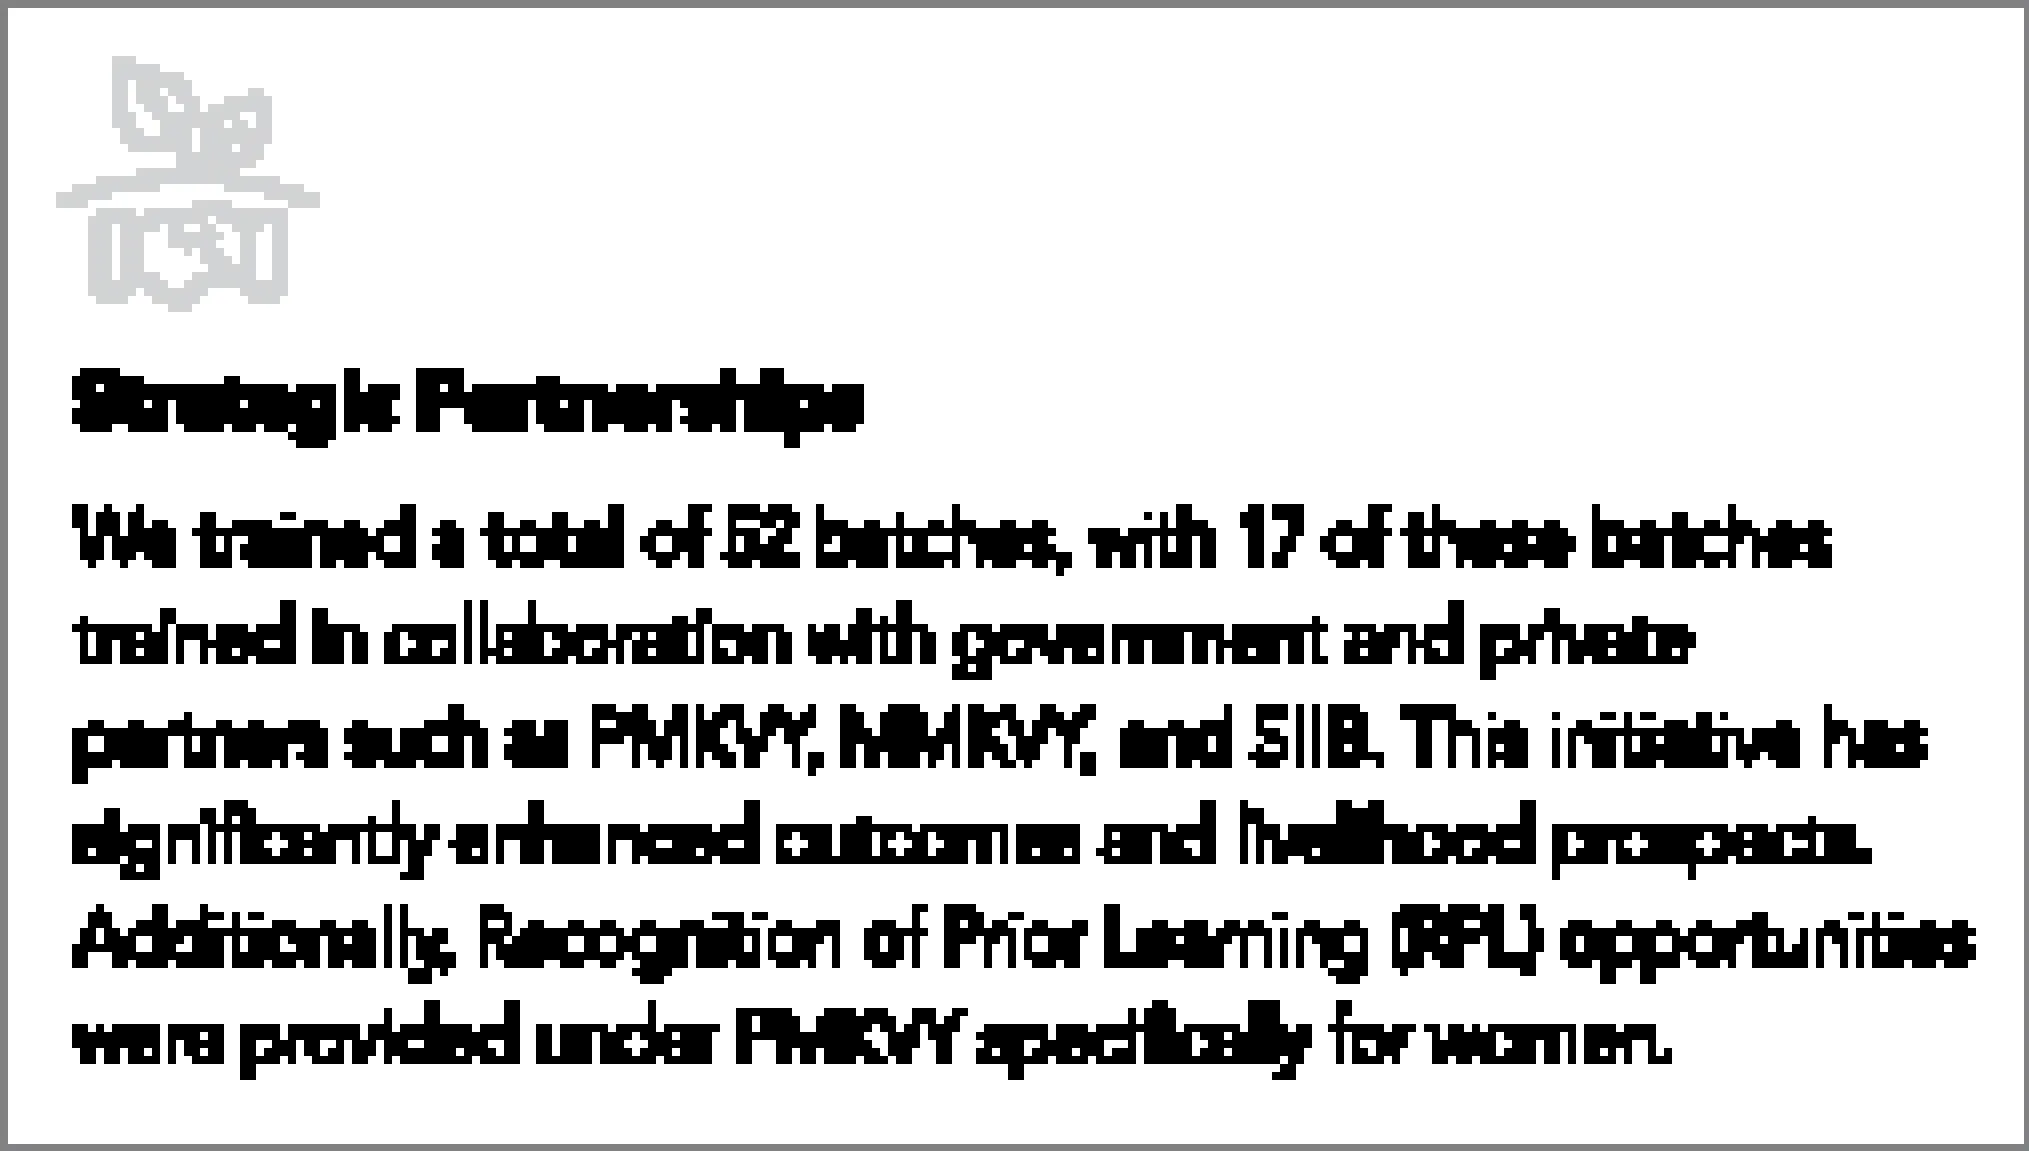 Strategic Partnerships
We trained a total of 52 batches, with 17 of these batches
trained in collaboration with government and private
partners such as PMKVY, and This initiative has
significantly enhanced outcomes and livelihood prospects.
Additionally, Recognition of Prior Learning (RPL) opportunities
were provided under PMKVY specifically for women.